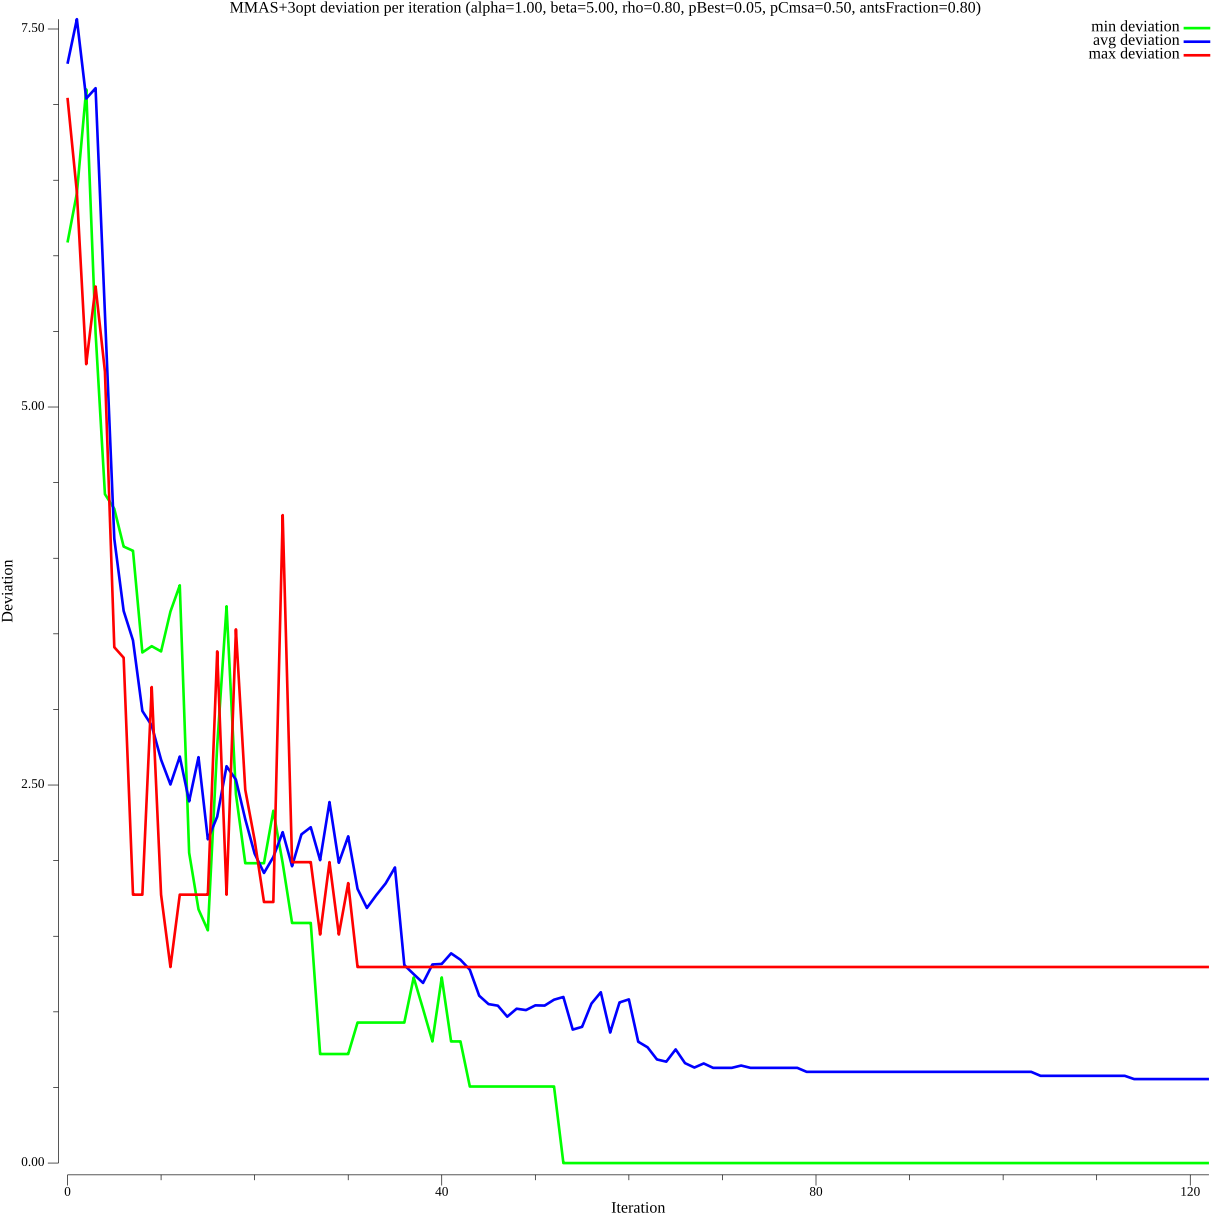 MMAS+3opt deviation per iteration (alpha=1.00, beta=5.00, rho=0.80, pBest=0.05, pCmsa=0.50, antsFraction=0.80)
min deviation
avg deviation
max deviation
7.50
5.00
2.50
0.00
Deviation
0
40
80
120
Iteration